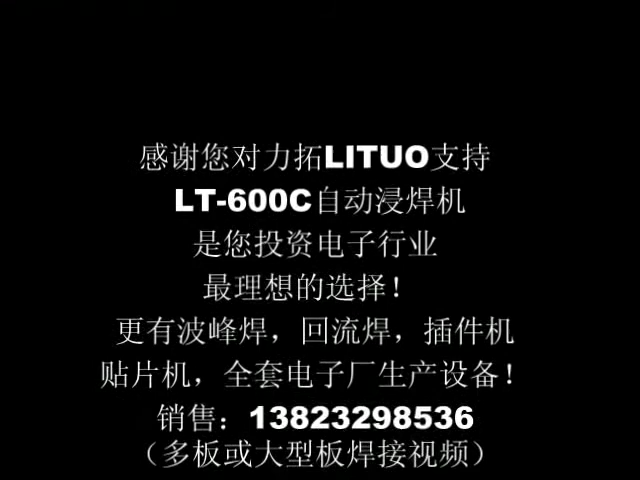 感谢您对力拓LITUO支持
LT-600C自动浸焊机
是您投资电子行业
最理想的选择！
更有波峰焊，回流焊，插件机
贴片机，全套电子厂生产设备！
销售：13823298536
（多板或大型板焊接视频）